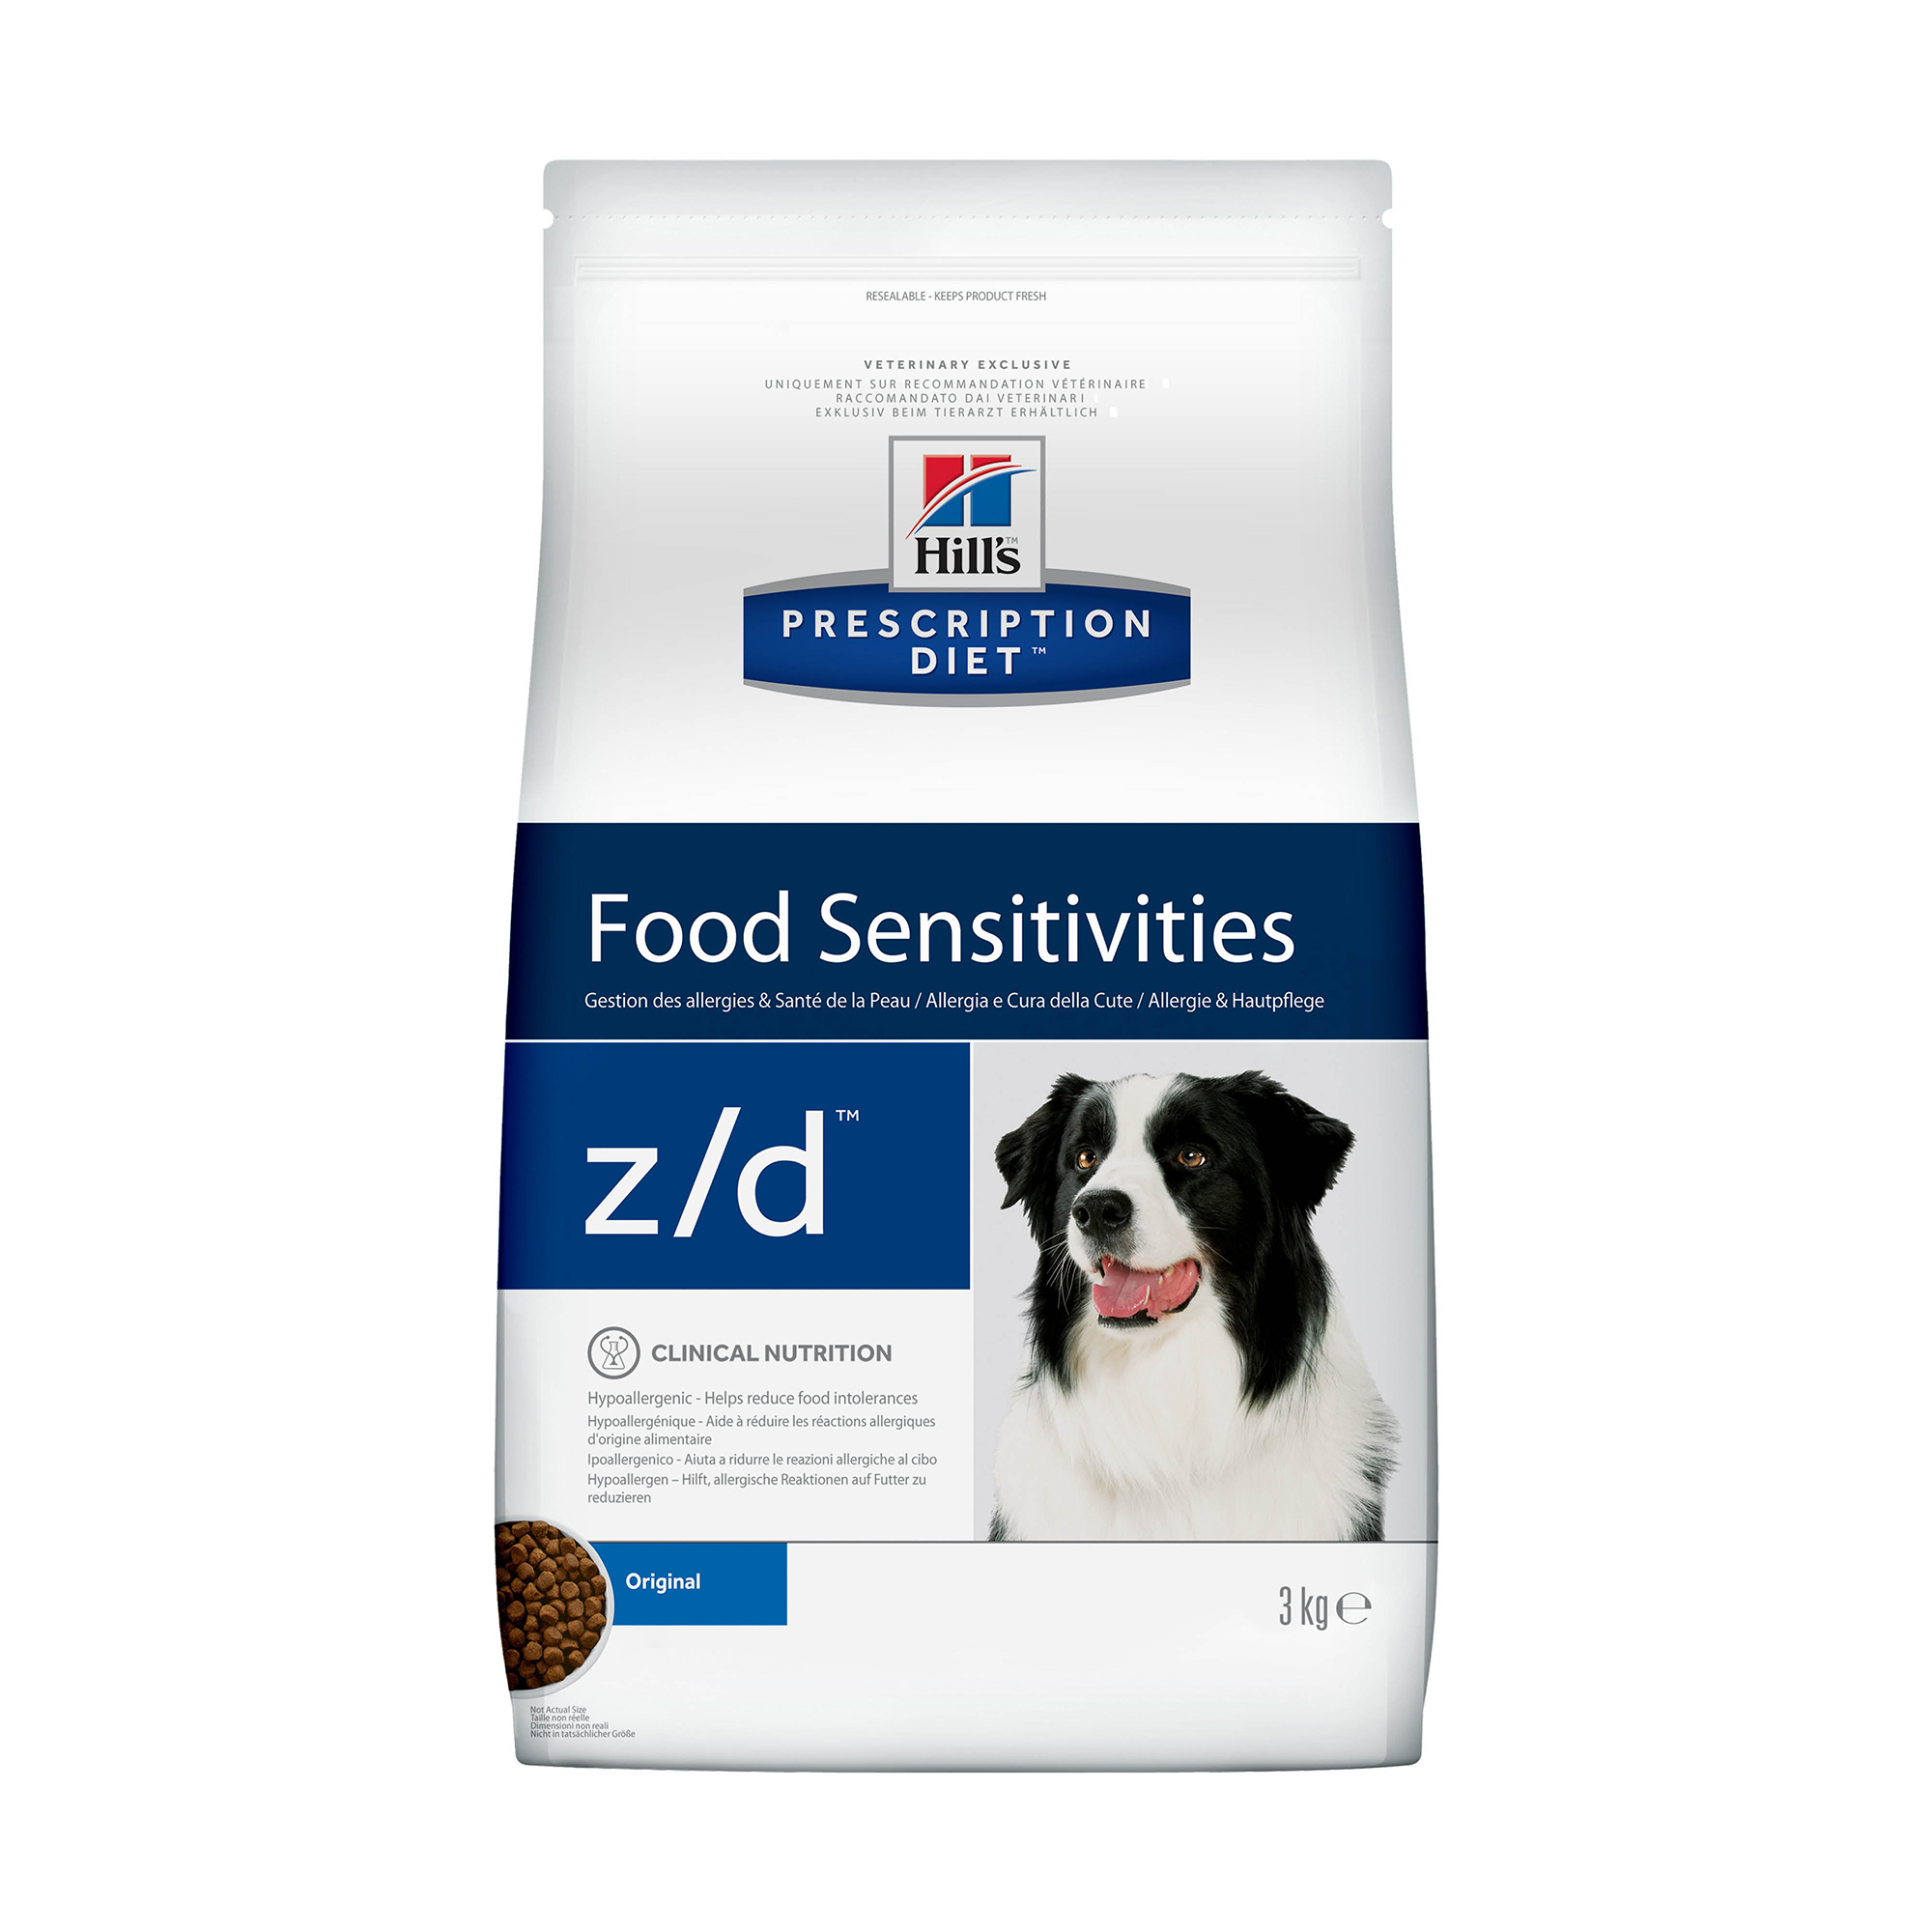 RESEALABLE - KEEPS PRODUCT FRESH
VETERINARY EXCLUSIVE
UNIQUEMENT SUR RECOMMANDATION VÉTÉRINAIRE
RACCOMANDATO DAI VETERINARI
EXKLUSIV BEIM TIERARZT ERHÄLTLICH
Hill's™
PRESCRIPTION
DIET™
Food Sensitivities
Gestion des allergies & Santé de la Peau / Allergia e Cura della Cute / Allergie & Hautpflege
z/d™
CLINICAL NUTRITION
Hypoallergenic - Helps reduce food intolerances
Hypoallergénique - Aide à réduire les réactions allergiques
d'origine alimentaire
Ipoallergenico - Aiuta a ridurre le reazioni allergiche al cibo
Hypoallergen – Hilft, allergische Reaktionen auf Futter zu
reduzieren
Original
3 kg ℮
Not Actual Size
Taille non réelle
Dimensioni non reali
Nicht in tatsächlicher Größe